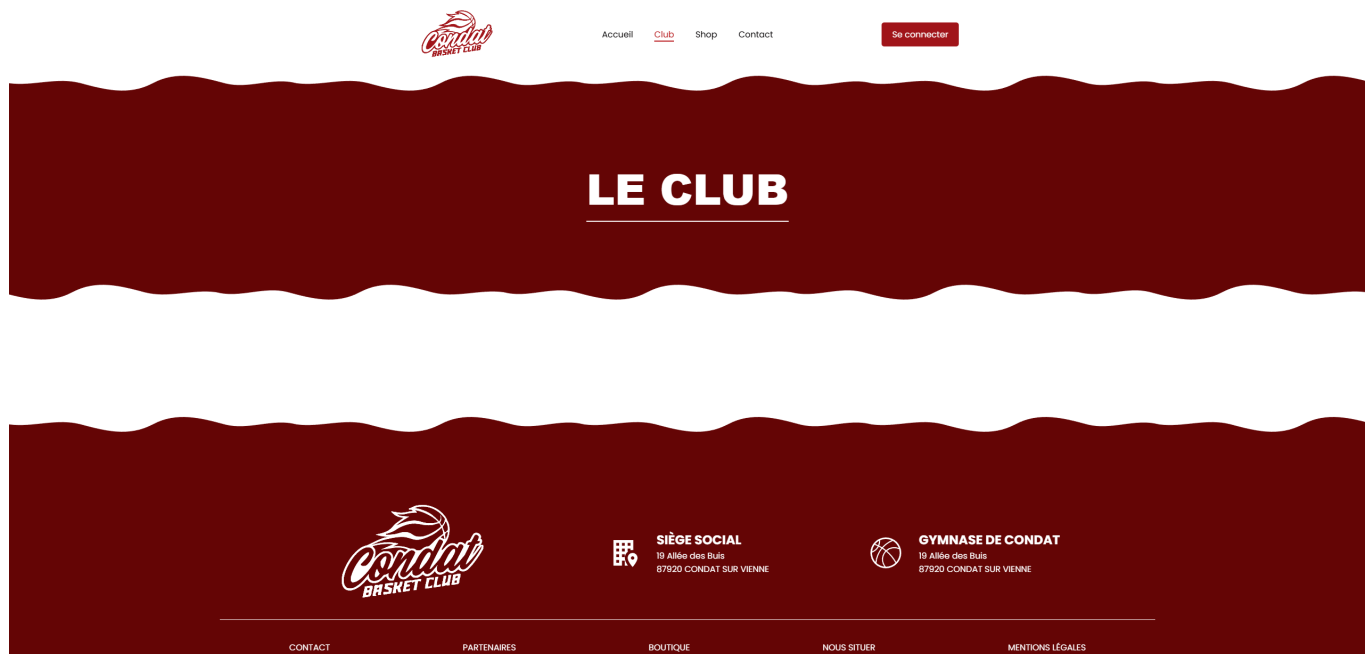 Condat
BASKET CLUB
Accueil
Club
Shop
Contact
Se connecter
LE CLUB
Condat
BASKET CLUB
SIÈGE SOCIAL
19 Allée des Buis
87920 CONDAT SUR VIENNE
GYMNASE DE CONDAT
19 Allée des Buis
87920 CONDAT SUR VIENNE
CONTACT
PARTENAIRES
BOUTIQUE
NOUS SITUER
MENTIONS LÉGALES